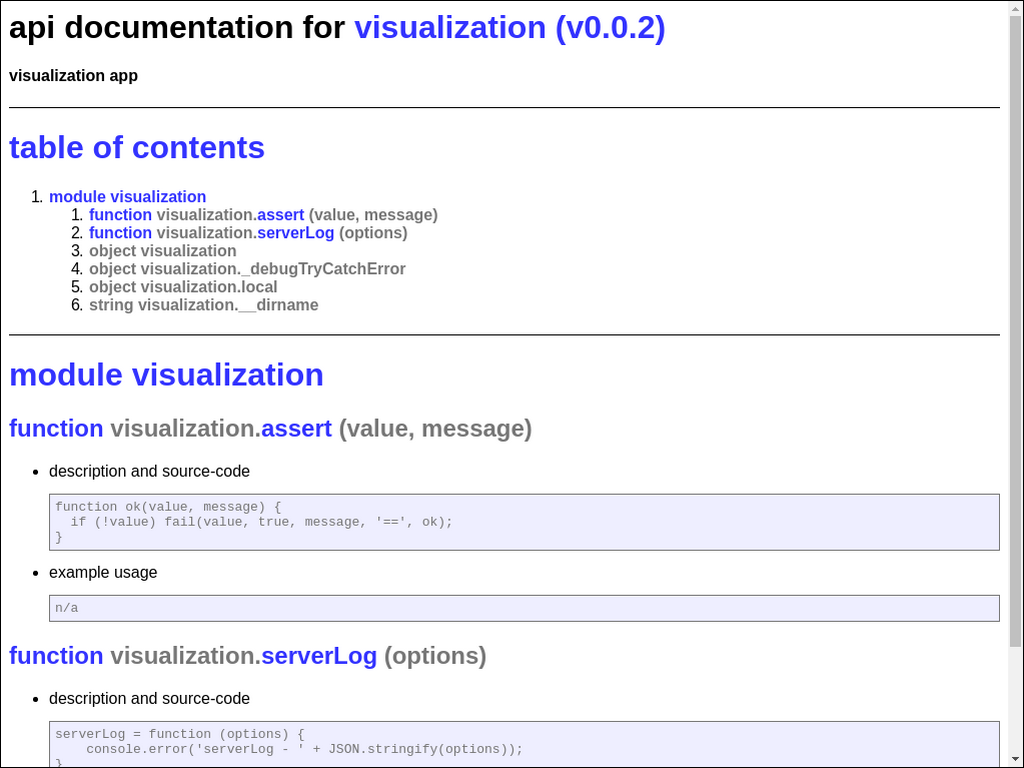 api documentation for visualization (v0.0.2)
visualization app
table of contents
1. module visualization
1. function visualization.assert (value, message)
2. function visualization.serverLog (options)
3. object visualization
4. object visualization._debugTryCatchError
5. object visualization.local
6. string visualization.__dirname
module visualization
function visualization.assert (value, message)
• description and source-code
function ok(value, message) {
  if (!value) fail(value, true, message, '==', ok);
}
• example usage
n/a
function visualization.serverLog (options)
• description and source-code
serverLog = function (options) {
    console.error('serverLog - ' + JSON.stringify(options));
}